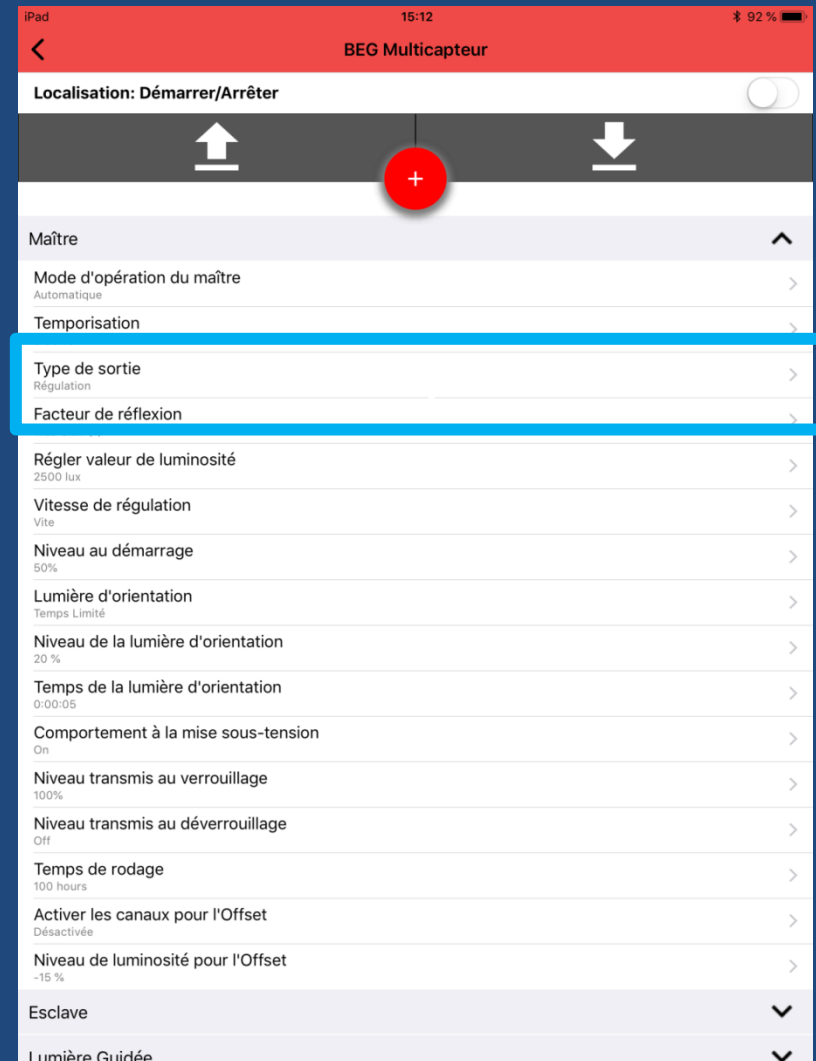 iPad 15:12 92 %
BEG Multicapteur
Localisation: Démarrer/Arrêter
+
Maître
Mode d'opération du maître
Automatique
Temporisation
Type de sortie
Régulation
Facteur de réflexion
Régler valeur de luminosité
2500 lux
Vitesse de régulation
Vite
Niveau au démarrage
50%
Lumière d'orientation
Temps Limité
Niveau de la lumière d'orientation
20 %
Temps de la lumière d'orientation
0:00:05
Comportement à la mise sous-tension
On
Niveau transmis au verrouillage
100%
Niveau transmis au déverrouillage
Off
Temps de rodage
100 hours
Activer les canaux pour l'Offset
Désactivée
Niveau de luminosité pour l'Offset
-15 %
Esclave
Lumière Guidée